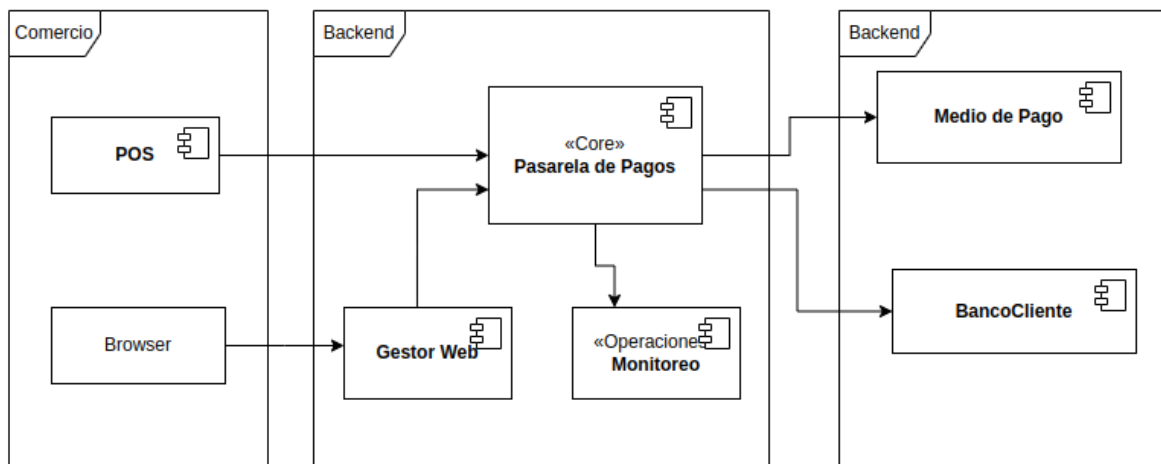 Comercio
Backend
Backend
POS
«Core»
Pasarela de Pagos
Medio de Pago
Browser
Gestor Web
«Operacione
Monitoreo
BancoCliente